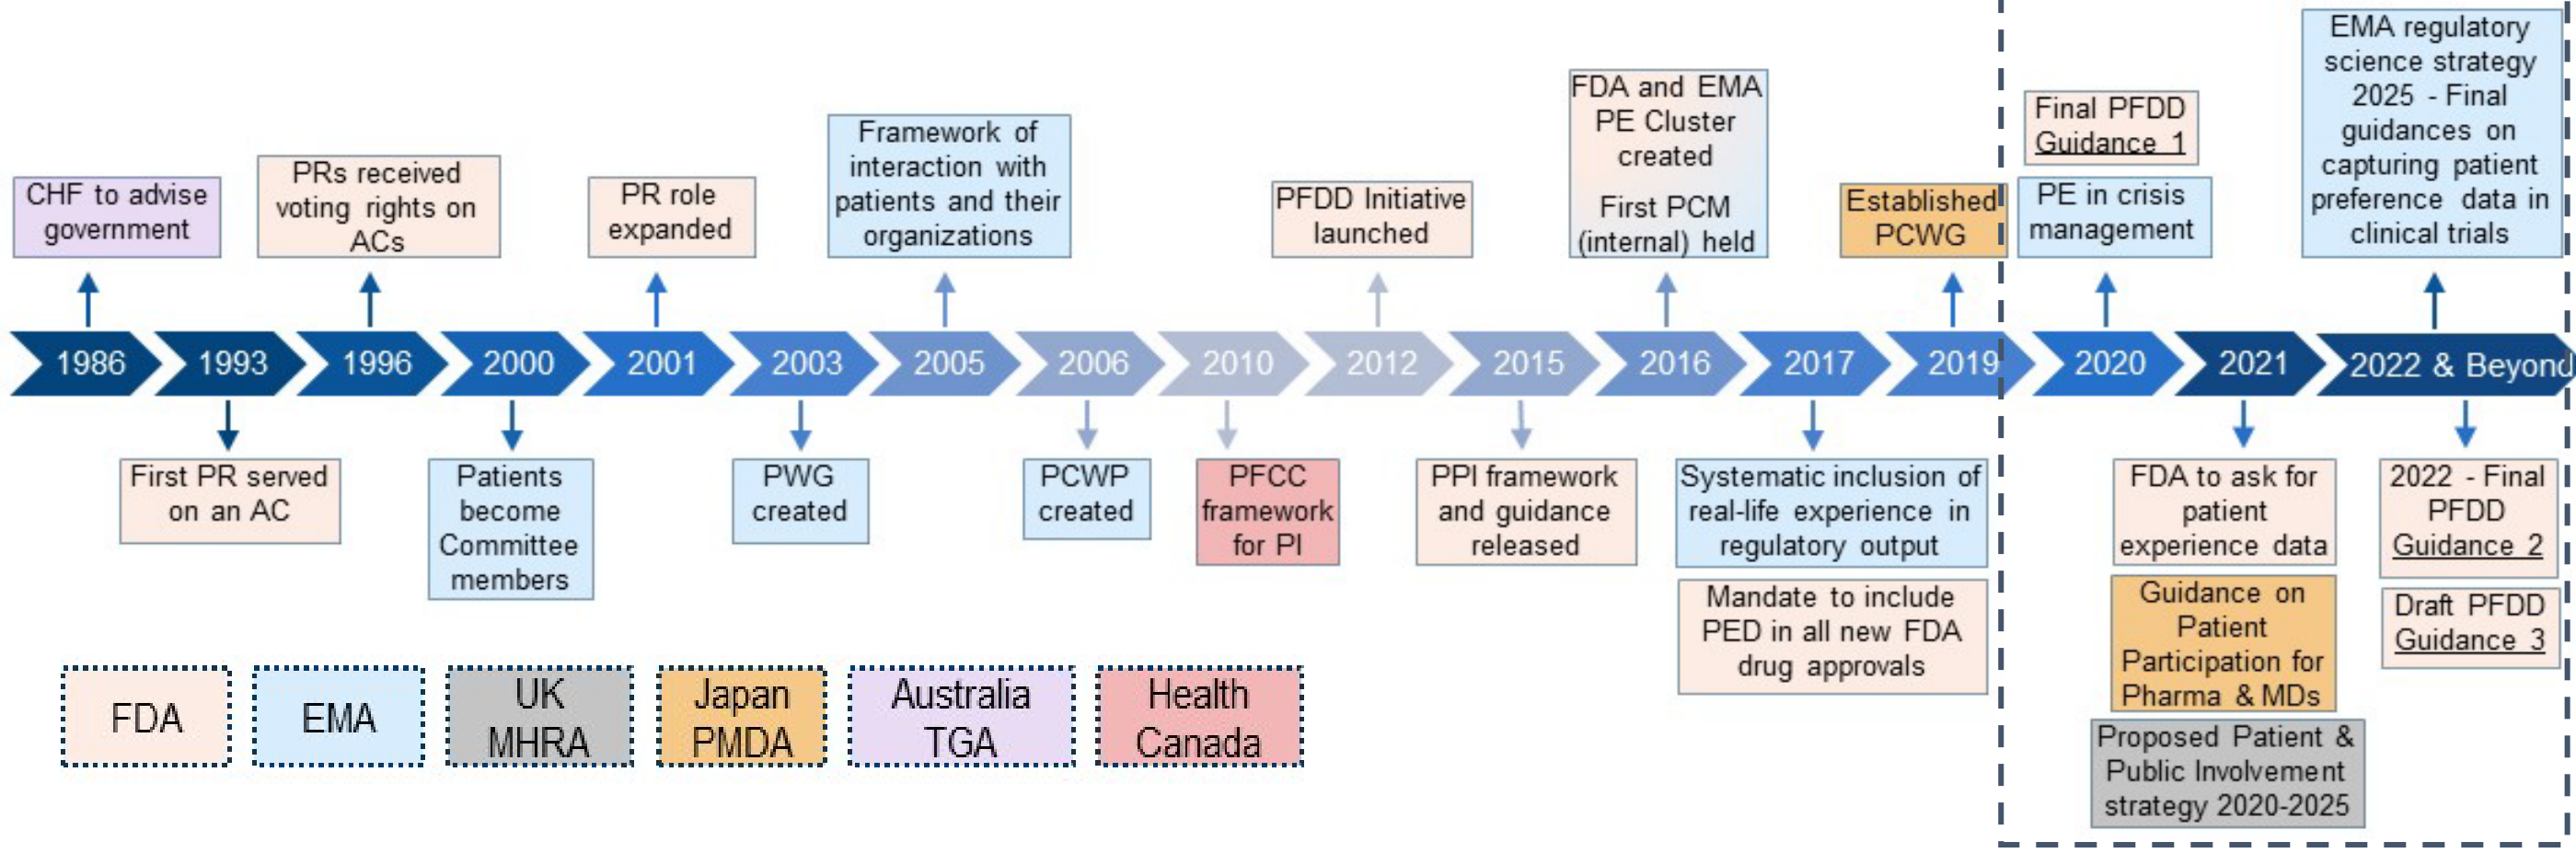 CHF to advise
government
PRs received
voting rights on
ACs
PR role
expanded
Framework of
interaction with
patients and their
organizations
PFDD Initiative
launched
FDA and EMA
PE Cluster
created
First PCM
(internal) held
Established
PCWG
Final PFDD
Guidance 1
PE in crisis
management
EMA regulatory
science strategy
2025 - Final
guidances on
capturing patient
preference data in
clinical trials
1986
1993
1996
2000
2001
2003
2005
2006
2010
2012
2015
2016
2017
2019
2020
2021
2022 & Beyond
First PR served
on an AC
Patients
become
Committee
members
PWG
created
PCWP
created
PFCC
framework
for PI
PPI framework
and guidance
released
Systematic inclusion of
real-life experience in
regulatory output
Mandate to include
PED in all new FDA
drug approvals
FDA to ask for
patient
experience data
Guidance on
Patient
Participation for
Pharma & MDs
Proposed Patient &
Public Involvement
strategy 2020-2025
2022 - Final
PFDD
Guidance 2
Draft PFDD
Guidance 3
FDA
EMA
UK
MHRA
Japan
PMDA
Australia
TGA
Health
Canada